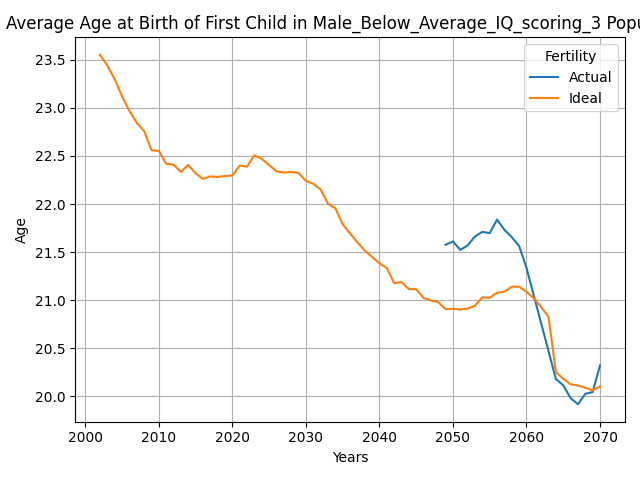 Average Age at Birth of First Child in Male_Below_Average_IQ_scoring_3 Popu
Fertility
Actual
Ideal
23.5
23.0
22.5
22.0
21.5
21.0
20.5
20.0
Age
2000 2010 2020 2030 2040 2050 2060 2070
Years